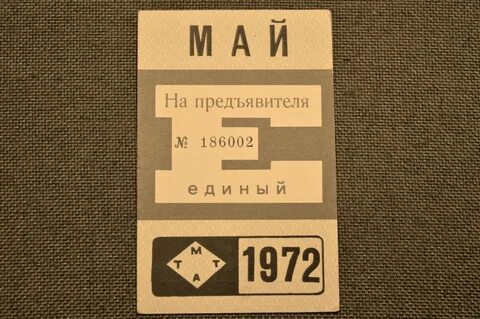 МАЙ
На предъявителя
№ 186002
Е
единый
М
Т Т
А
1972